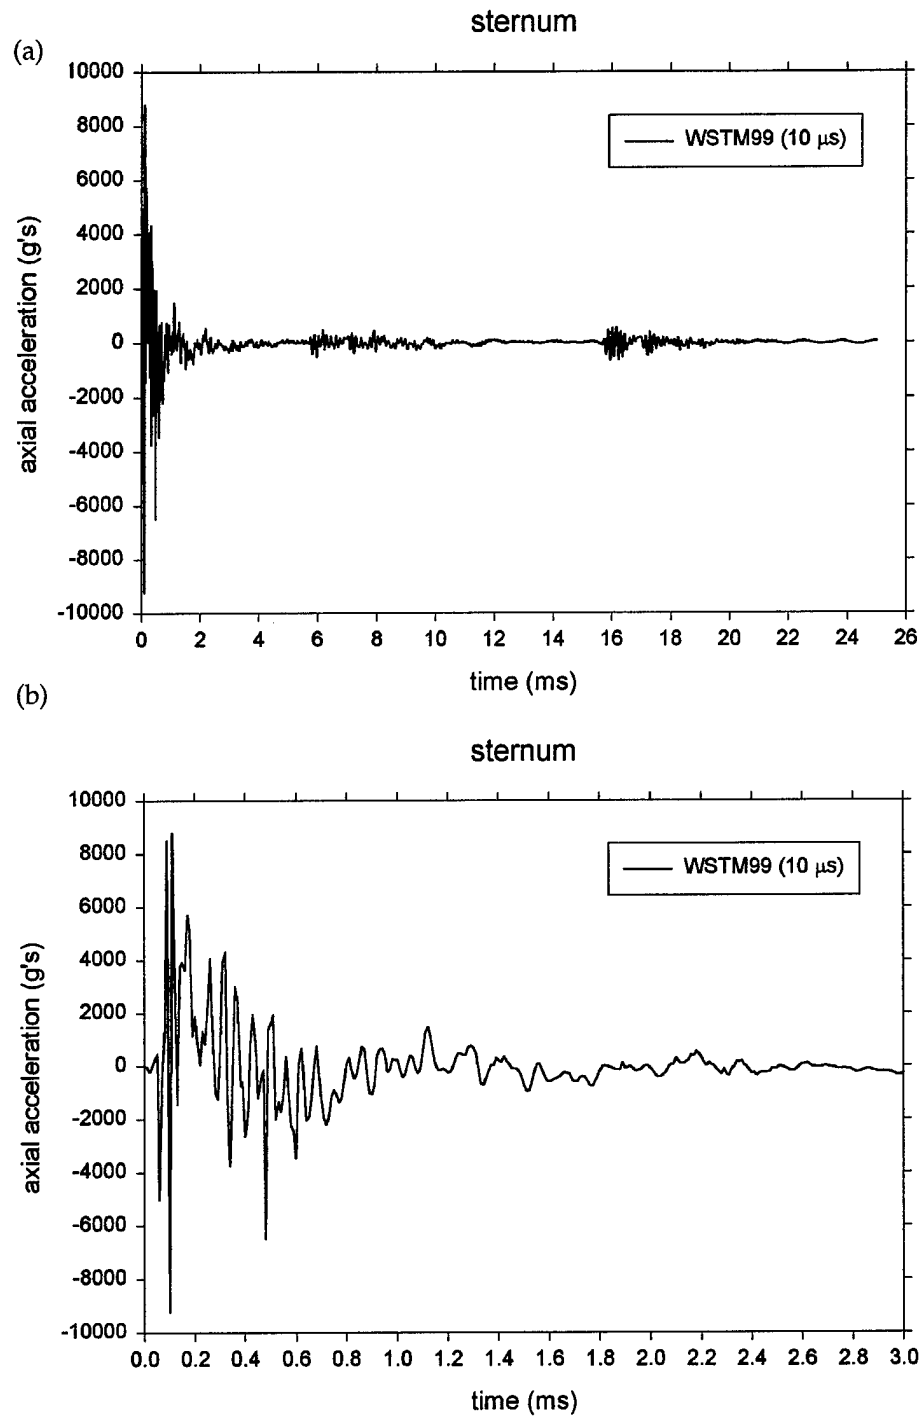 sternum
(a)
10000
8000
6000
4000
2000
0
-2000
-4000
-6000
-8000
-10000
axial acceleration (g's)
WSTM99 (10 μs)
0 2 4 6 8 10 12 14 16 18 20 22 24 26
time (ms)
(b)
sternum
10000
8000
6000
4000
2000
0
-2000
-4000
-6000
-8000
-10000
axial acceleration (g's)
WSTM99 (10 μs)
0.0 0.2 0.4 0.6 0.8 1.0 1.2 1.4 1.6 1.8 2.0 2.2 2.4 2.6 2.8 3.0
time (ms)